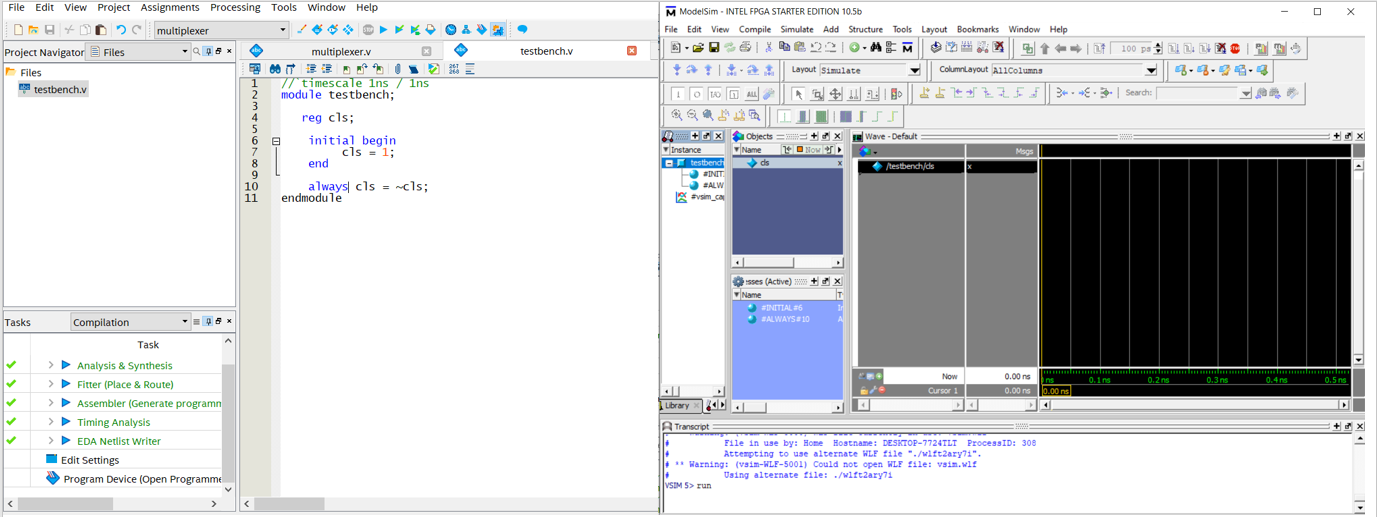 File Edit View Project Assignments Processing Tools Window Help
multiplexer
Project Navigator Files
Files
testbench.v
Tasks Compilation
Task
Analysis & Synthesis
Fitter (Place & Route)
Assembler (Generate programm
Timing Analysis
EDA Netlist Writer
Edit Settings
Program Device (Open Programme
multiplexer.v testbench.v
267
268
1 // timescale 1ns / 1ns
2 module testbench;
3
4 reg cls;
5
6 initial begin
7 cls = 1;
8 end
9
10 always cls = ~cls;
11 endmodule
ModelSim - INTEL FPGA STARTER EDITION 10.5b
File Edit View Compile Simulate Add Structure Tools Layout Bookmarks Window Help
100 ps
Layout Simulate ColumnLayout AllColumns
ALL Search:
Instance
testbench
#INITI
#ALW
#vsim_cap
Library
Objects
Name Now
cls x
esses (Active)
Name T
#INITIAL#6 In
#ALWAYS#10 A
Wave - Default
Msgs
/testbench/cls x
Now 0.00 ns
Cursor 1 0.00 ns
ns 0.1 ns 0.2 ns 0.3 ns 0.4 ns 0.5 ns
0.00 ns
Transcript
# File in use by: Home Hostname: DESKTOP-7724TLT ProcessID: 308
# Attempting to use alternate WLF file "./wlft2ary7i".
# ** Warning: (vsim-WLF-5001) Could not open WLF file: vsim.wlf
# Using alternate file: ./wlft2ary7i
VSIM 5> run